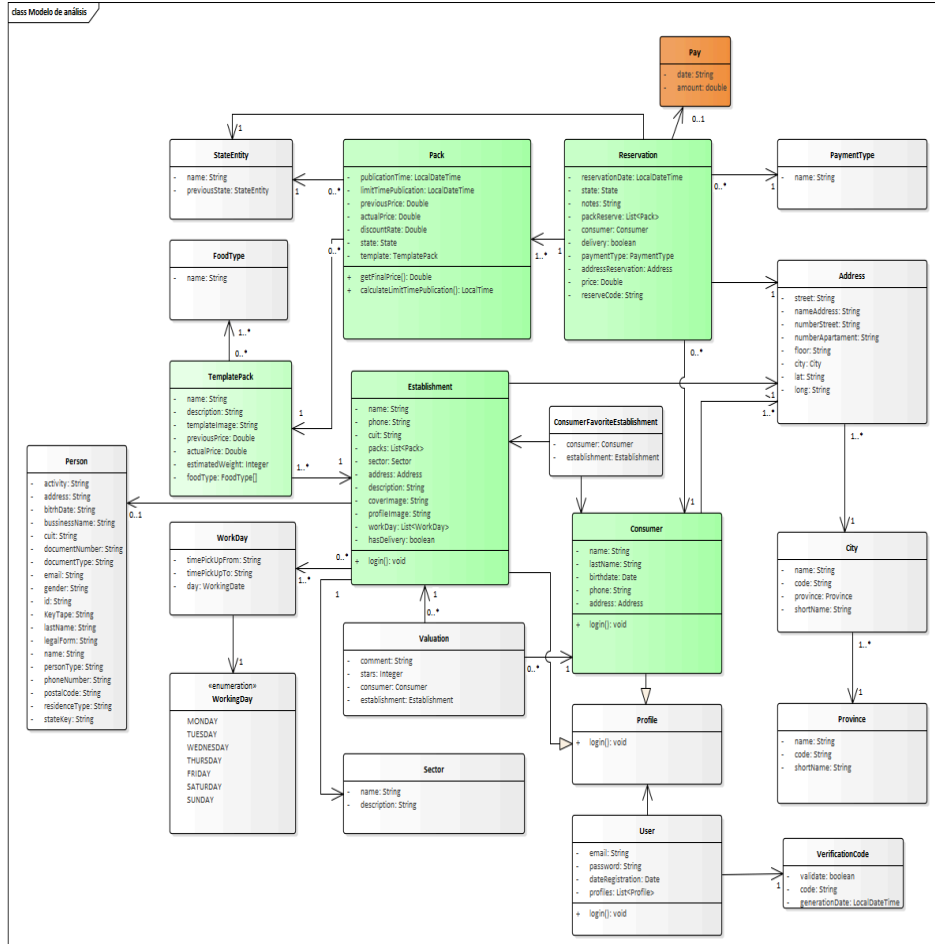 class Modelo de análisis
Pay
- date: String
- amount: double
0..1
1
StateEntity
- name: String
- previousState: StateEntity
1
0..*
Pack
- publicationTime: LocalDateTime
- limitTimePublication: LocalDateTime
- previousPrice: Double
- actualPrice: Double
- discountRate: Double
- state: State
- template: TemplatePack
+ getFinalPrice(): Double
+ calculateLimitTimePublication(): LocalTime
0..*
1..*
1
Reservation
- reservationDate: LocalDateTime
- state: State
- notes: String
- packReserve: List<Pack>
- consumer: Consumer
- delivery: boolean
- paymentType: PaymentType
- addressReservation: Address
- price: Double
- reserveCode: String
0..*
1
PaymentType
- name: String
0..*
1
FoodType
- name: String
1..*
0..*
Address
- street: String
- nameAddress: String
- numberStreet: String
- numberApartament: String
- floor: String
- city: City
- lat: String
- long: String
1
1..*
1..*
TemplatePack
- name: String
- description: String
- templateImage: String
- previousPrice: Double
- actualPrice: Double
- estimatedWeight: Integer
- foodType: FoodType[]
1
1..*
1
Establishment
- name: String
- phone: String
- cuit: String
- packs: List<Pack>
- sector: Sector
- address: Address
- description: String
- coverImage: String
- profileImage: String
- workDay: List<WorkDay>
- hasDelivery: boolean
+ login(): void
ConsumerFavoriteEstablishment
- consumer: Consumer
- establishment: Establishment
Person
- activity: String
- address: String
- bitrhDate: String
- bussinessName: String
- cuit: String
- documentNumber: String
- documentType: String
- email: String
- gender: String
- id: String
- KeyTape: String
- lastName: String
- legalForm: String
- name: String
- personType: String
- phoneNumber: String
- postalCode: String
- residenceType: String
- stateKey: String
0..1
WorkDay
- timePickUpFrom: String
- timePickUpTo: String
- day: WorkingDate
0..*
1..*
1
1
0..*
1
Consumer
- name: String
- lastName: String
- birthdate: Date
- phone: String
- address: Address
+ login(): void
1
City
- name: String
- code: String
- province: Province
- shortName: String
1..*
1
Valuation
- comment: String
- stars: Integer
- consumer: Consumer
- establishment: Establishment
0..*
1
1
«enumeration»
WorkingDay
MONDAY
TUESDAY
WEDNESDAY
THURSDAY
FRIDAY
SATURDAY
SUNDAY
Profile
+ login(): void
Province
- name: String
- code: String
- shortName: String
Sector
- name: String
- description: String
1
User
- email: String
- password: String
- dateRegistration: Date
- profiles: List<Profile>
+ login(): void
VerificationCode
- validate: boolean
- code: String
- generationDate: LocalDateTime
1